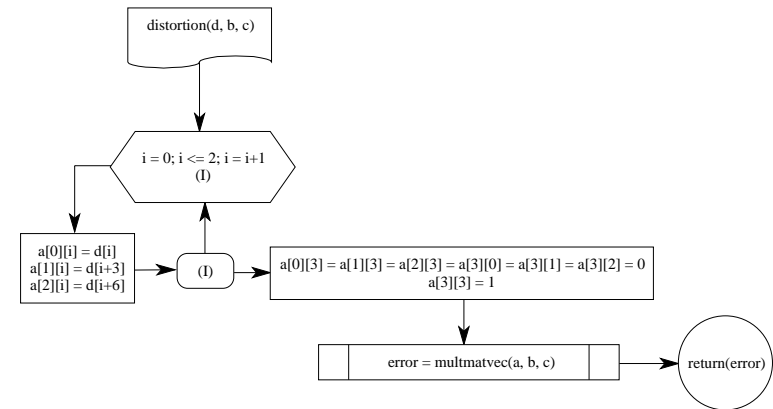 distortion(d, b, c)
i = 0; i <= 2; i = i+1
(I)
a[0][i] = d[i]
a[1][i] = d[i+3]
a[2][i] = d[i+6]
(I)
a[0][3] = a[1][3] = a[2][3] = a[3][0] = a[3][1] = a[3][2] = 0
a[3][3] = 1
error = multmatvec(a, b, c)
return(error)